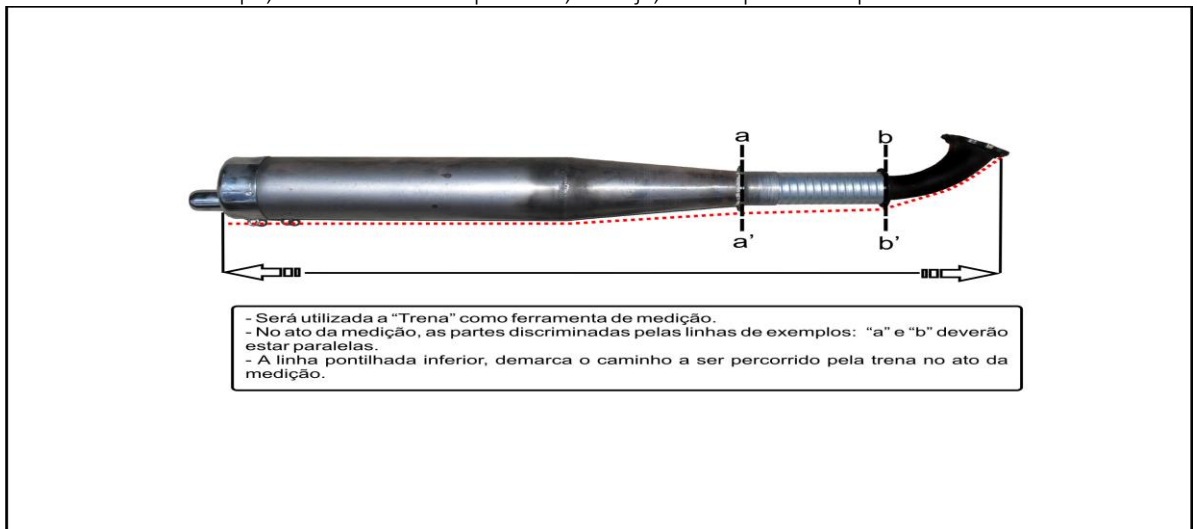 a
b
a'
b'
- Será utilizada a “Trena” como ferramenta de medição.
- No ato da medição, as partes discriminadas pelas linhas de exemplos: “a” e “b” deverão
estar paralelas.
- A linha pontilhada inferior, demarca o caminho a ser percorrido pela trena no ato da
medição.